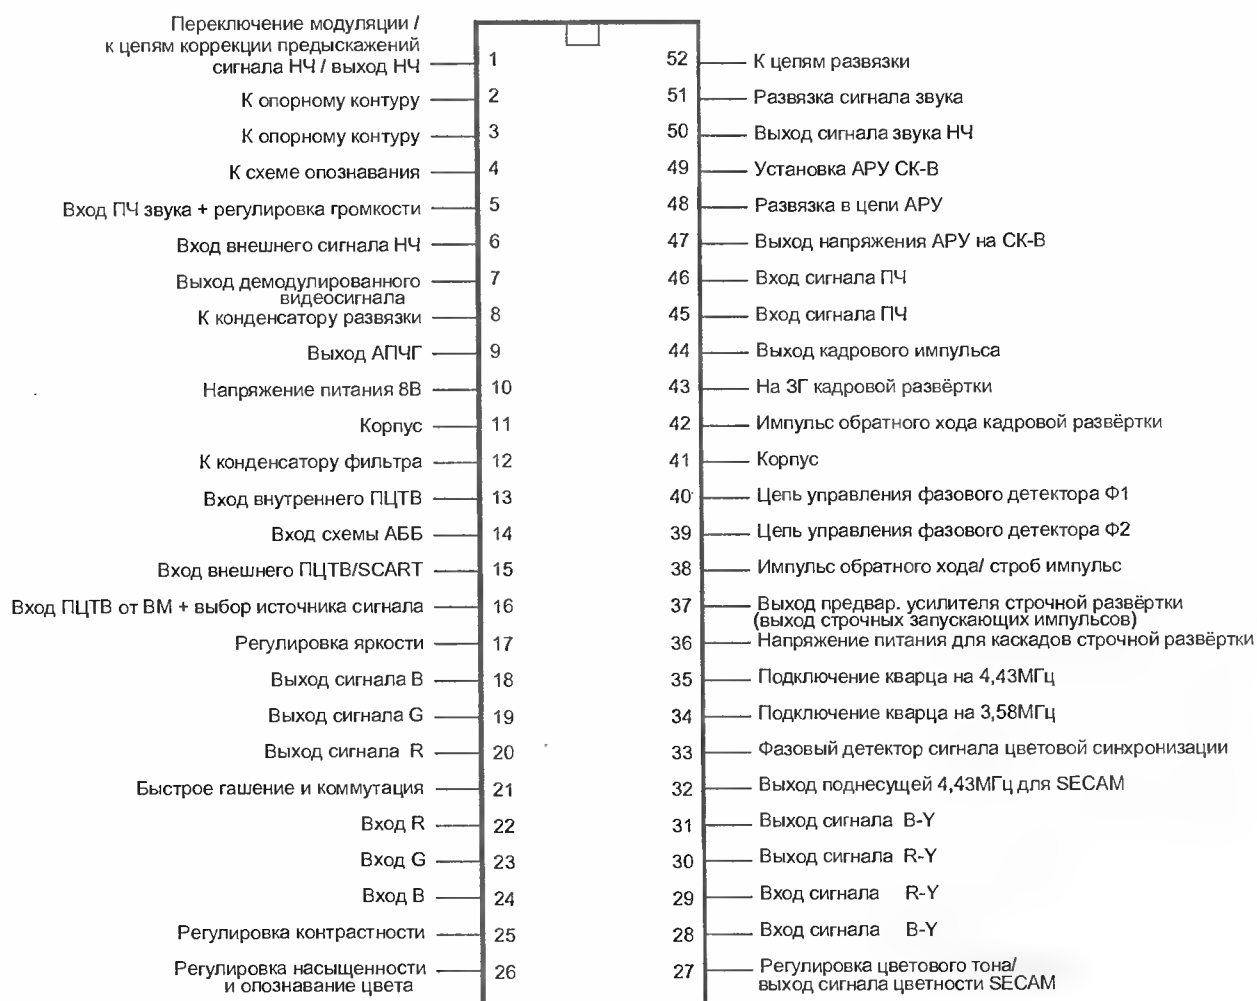 Переключение модуляции /
к цепям коррекции предыскажений
сигнала НЧ / выход НЧ 1
К опорному контуру 2
К опорному контуру 3
К схеме опознавания 4
Вход ПЧ звука + регулировка громкости 5
Вход внешнего сигнала НЧ 6
Выход демодулированного 7
видеосигнала
К конденсатору развязки 8
Выход АПЧГ 9
Напряжение питания 8В 10
Корпус 11
К конденсатору фильтра 12
Вход внутреннего ПЦТВ 13
Вход схемы АББ 14
Вход внешнего ПЦТВ/SCART 15
Вход ПЦТВ от ВМ + выбор источника сигнала 16
Регулировка яркости 17
Выход сигнала B 18
Выход сигнала G 19
Выход сигнала R 20
Быстрое гашение и коммутация 21
Вход R 22
Вход G 23
Вход B 24
Регулировка контрастности 25
Регулировка насыщенности 26
и опознавание цвета
52 К цепям развязки
51 Развязка сигнала звука
50 Выход сигнала звука НЧ
49 Установка АРУ СК-В
48 Развязка в цепи АРУ
47 Выход напряжения АРУ на СК-В
46 Вход сигнала ПЧ
45 Вход сигнала ПЧ
44 Выход кадрового импульса
43 На ЗГ кадровой развёртки
42 Импульс обратного хода кадровой развёртки
41 Корпус
40 Цепь управления фазового детектора Ф1
39 Цепь управления фазового детектора Ф2
38 Импульс обратного хода/ строб импульс
37 Выход предвар. усилителя строчной развёртки
(выход строчных запускающих импульсов)
36 Напряжение питания для каскадов строчной развёртки
35 Подключение кварца на 4,43МГц
34 Подключение кварца на 3,58МГц
33 Фазовый детектор сигнала цветовой синхронизации
32 Выход поднесущей 4,43МГц для SECAM
31 Выход сигнала B-Y
30 Выход сигнала R-Y
29 Вход сигнала R-Y
28 Вход сигнала B-Y
27 Регулировка цветового тона/
выход сигнала цветности SECAM